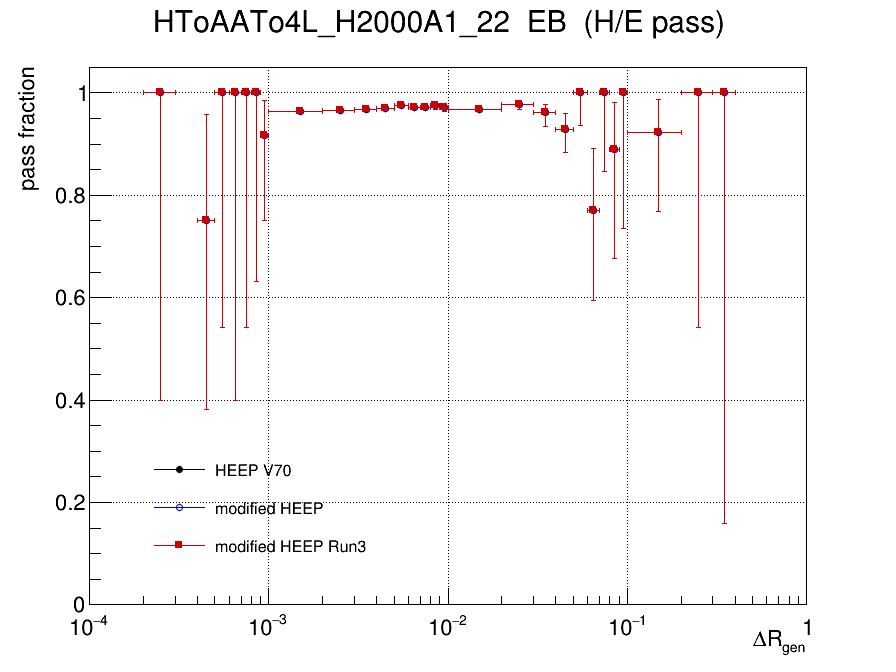 HToAATo4L_H2000A1_22 EB (H/E pass)
pass fraction
1
0.8
0.6
0.4
0.2
0
HEEP V70
modified HEEP
modified HEEP Run3
10⁻⁴ 10⁻³ 10⁻² 10⁻¹ 1
ΔR_gen